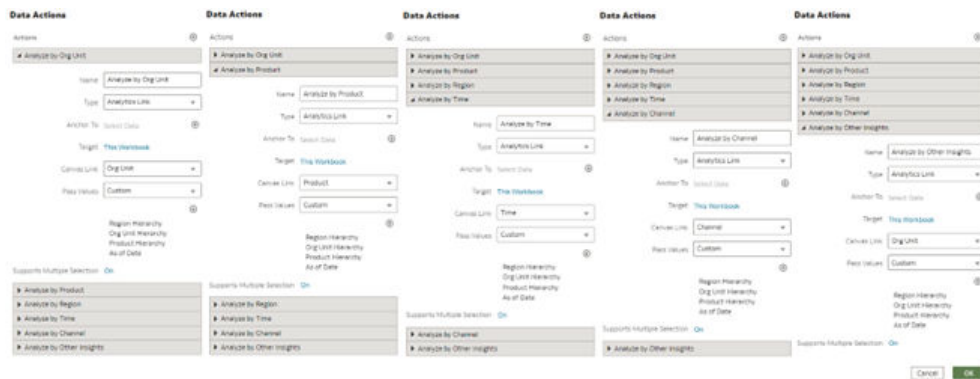 Data Actions
Actions
Analyze by Org Unit
Name Analyze by Org Unit
Type Analytics Link
Anchor To Select Data
Target This Workbook
Canvas Link Org Unit
Pass Values Custom
Region Hierarchy
Org Unit Hierarchy
Product Hierarchy
As of Date
Supports Multiple Selection On
Analyze by Product
Analyze by Region
Analyze by Time
Analyze by Channel
Analyze by Other Insights
Data Actions
Actions
Analyze by Org Unit
Analyze by Product
Name Analyze by Product
Type Analytics Link
Anchor To Select Data
Target This Workbook
Canvas Link Product
Pass Values Custom
Region Hierarchy
Org Unit Hierarchy
Product Hierarchy
As of Date
Supports Multiple Selection On
Analyze by Region
Analyze by Time
Analyze by Channel
Analyze by Other Insights
Data Actions
Actions
Analyze by Org Unit
Analyze by Product
Analyze by Region
Analyze by Time
Name Analyze by Time
Type Analytics Link
Anchor To Select Data
Target This Workbook
Canvas Link Time
Pass Values Custom
Region Hierarchy
Org Unit Hierarchy
Product Hierarchy
As of Date
Supports Multiple Selection On
Analyze by Channel
Analyze by Other Insights
Data Actions
Actions
Analyze by Org Unit
Analyze by Product
Analyze by Region
Analyze by Time
Analyze by Channel
Name Analyze by Channel
Type Analytics Link
Anchor To Select Data
Target This Workbook
Canvas Link Channel
Pass Values Custom
Region Hierarchy
Org Unit Hierarchy
Product Hierarchy
As of Date
Supports Multiple Selection On
Analyze by Other Insights
Data Actions
Actions
Analyze by Org Unit
Analyze by Product
Analyze by Region
Analyze by Time
Analyze by Channel
Analyze by Other Insights
Name Analyze by Other Insights
Type Analytics Link
Anchor To Select Data
Target This Workbook
Canvas Link Org Unit
Pass Values Custom
Region Hierarchy
Org Unit Hierarchy
Product Hierarchy
As of Date
Supports Multiple Selection On
Cancel OK